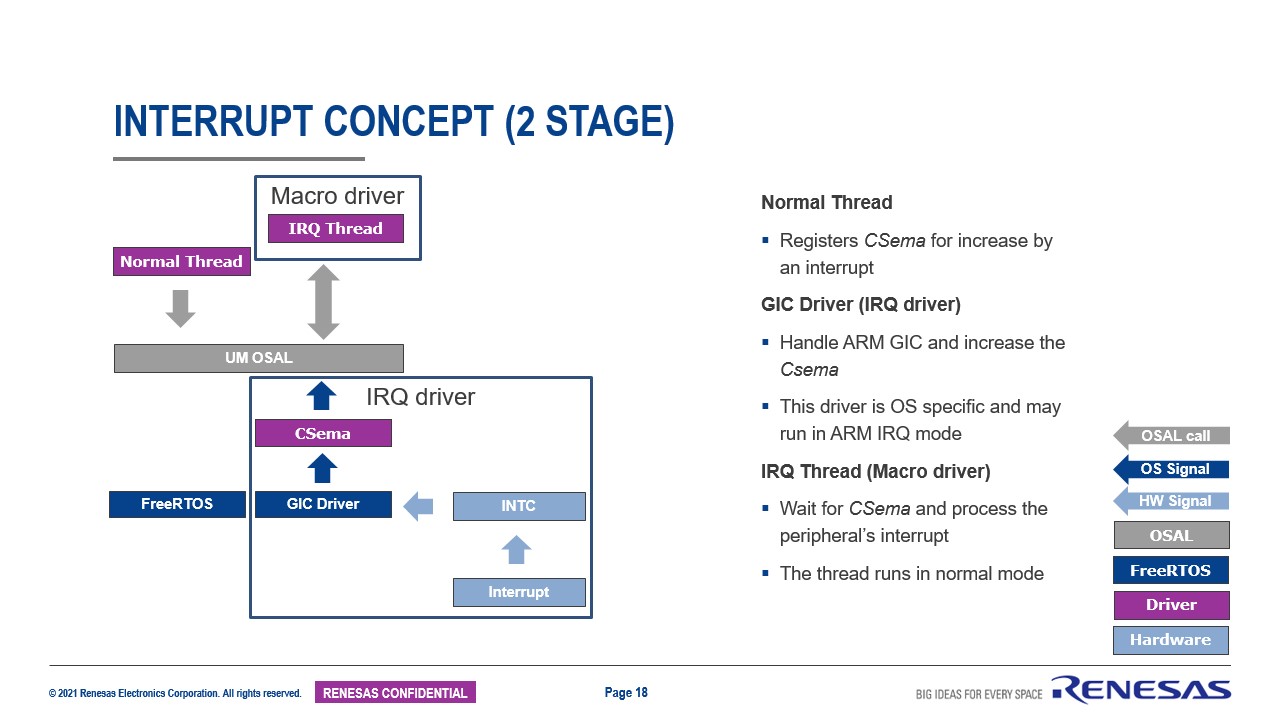 INTERRUPT CONCEPT (2 STAGE)
Macro driver
IRQ Thread
Normal Thread
UM OSAL
IRQ driver
CSema
FreeRTOS
GIC Driver
INTC
Interrupt
Normal Thread
▪ Registers CSema for increase by
an interrupt
GIC Driver (IRQ driver)
▪ Handle ARM GIC and increase the
Csema
▪ This driver is OS specific and may
run in ARM IRQ mode
IRQ Thread (Macro driver)
▪ Wait for CSema and process the
peripheral’s interrupt
▪ The thread runs in normal mode
OSAL call
OS Signal
HW Signal
OSAL
FreeRTOS
Driver
Hardware
© 2021 Renesas Electronics Corporation. All rights reserved.
RENESAS CONFIDENTIAL
Page 18
BIG IDEAS FOR EVERY SPACE
RENESAS